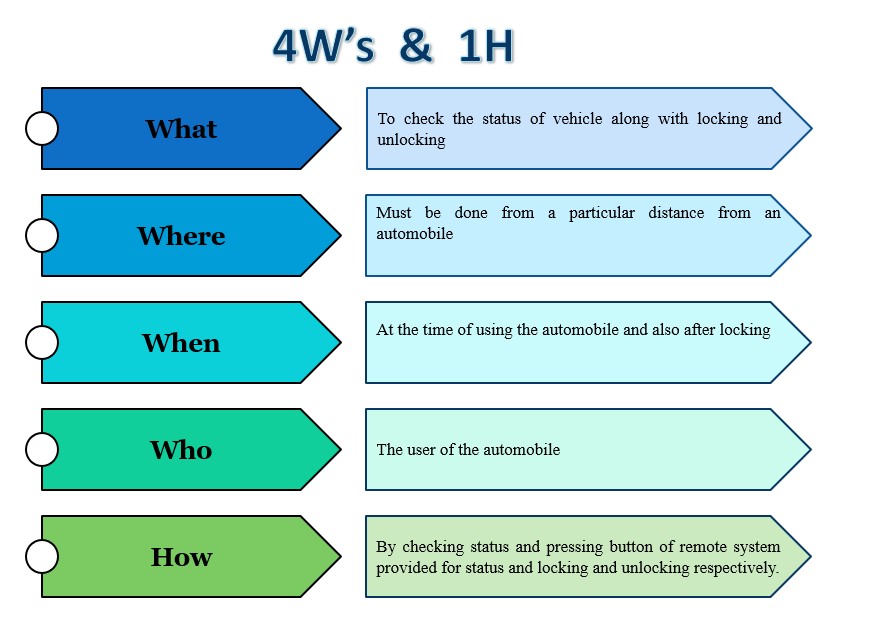 4W's & 1H
What
To check the status of vehicle along with locking and
unlocking
Where
Must be done from a particular distance from an
automobile
When
At the time of using the automobile and also after locking
Who
The user of the automobile
How
By checking status and pressing button of remote system
provided for status and locking and unlocking respectively.